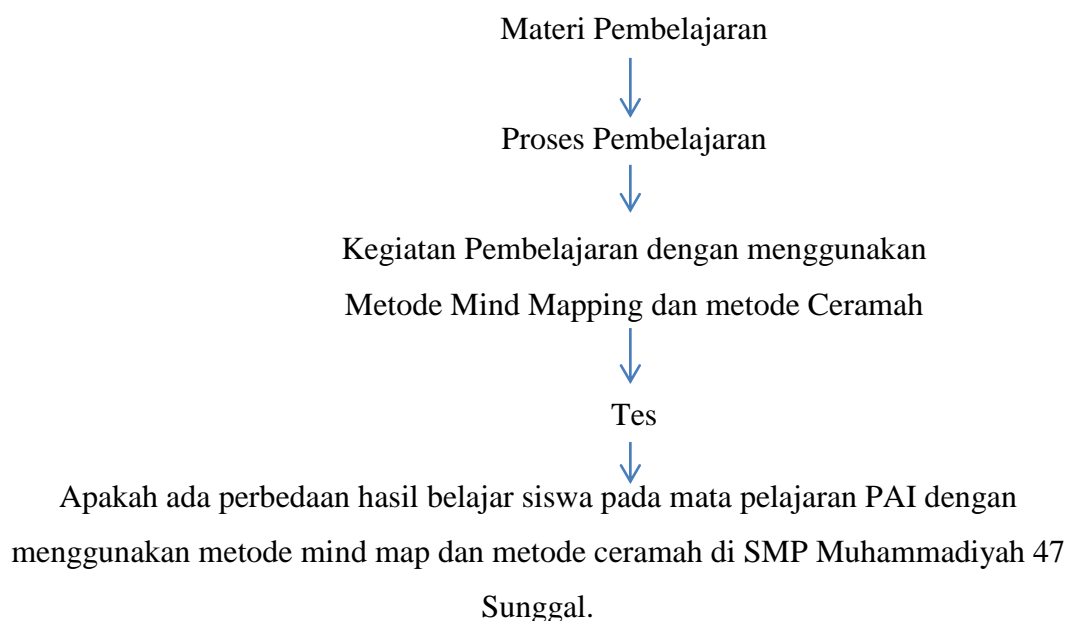 Materi Pembelajaran
Proses Pembelajaran
Kegiatan Pembelajaran dengan menggunakan
Metode Mind Mapping dan metode Ceramah
Tes
Apakah ada perbedaan hasil belajar siswa pada mata pelajaran PAI dengan
menggunakan metode mind map dan metode ceramah di SMP Muhammadiyah 47
Sunggal.